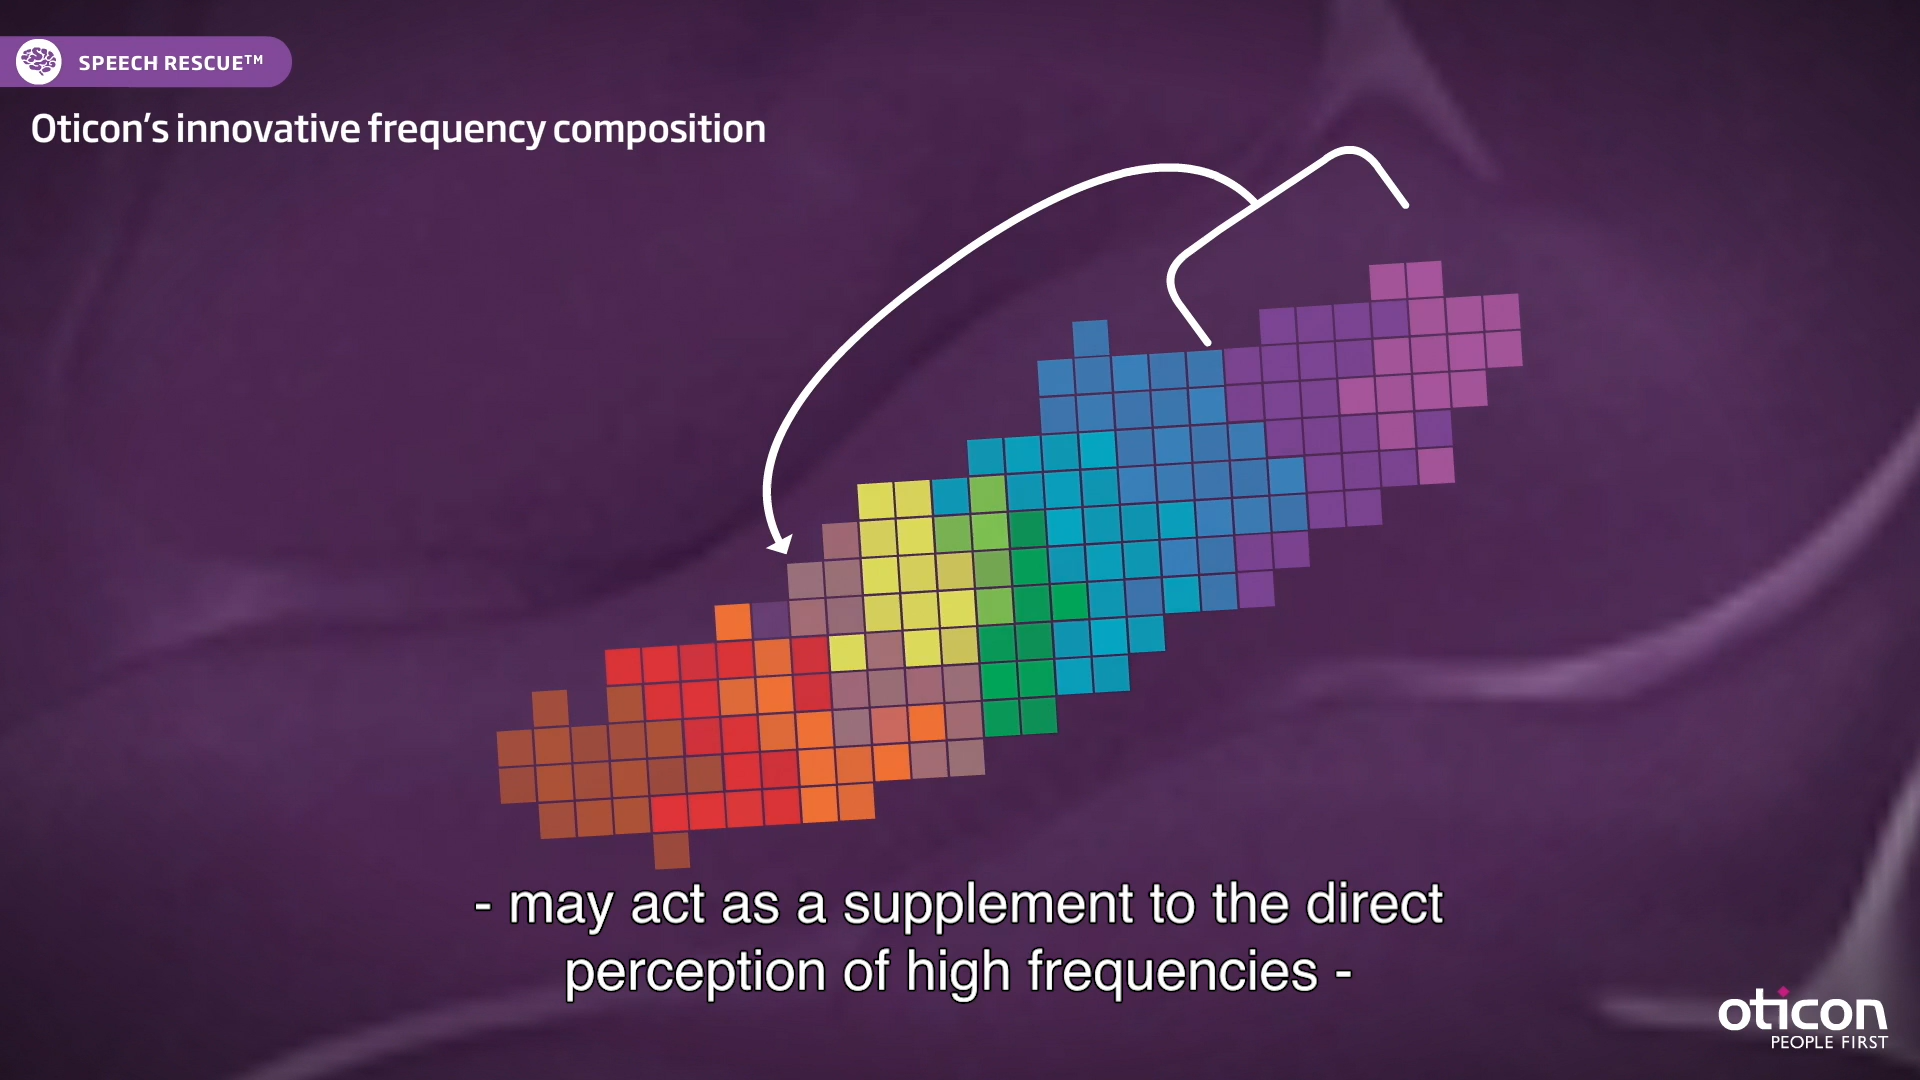 SPEECH RESCUE™
Oticon's innovative frequency composition
- may act as a supplement to the direct
perception of high frequencies -
oticon
PEOPLE FIRST